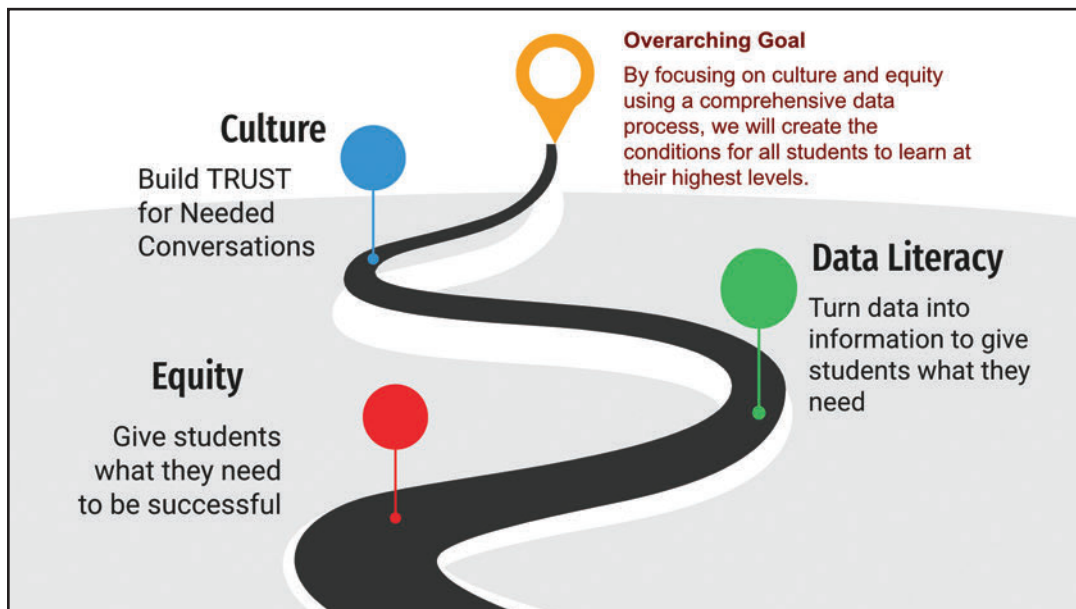 Overarching Goal
By focusing on culture and equity
using a comprehensive data
process, we will create the
conditions for all students to learn at
their highest levels.
Culture
Build TRUST
for Needed
Conversations
Data Literacy
Turn data into
information to give
students what they
need
Equity
Give students
what they need
to be successful